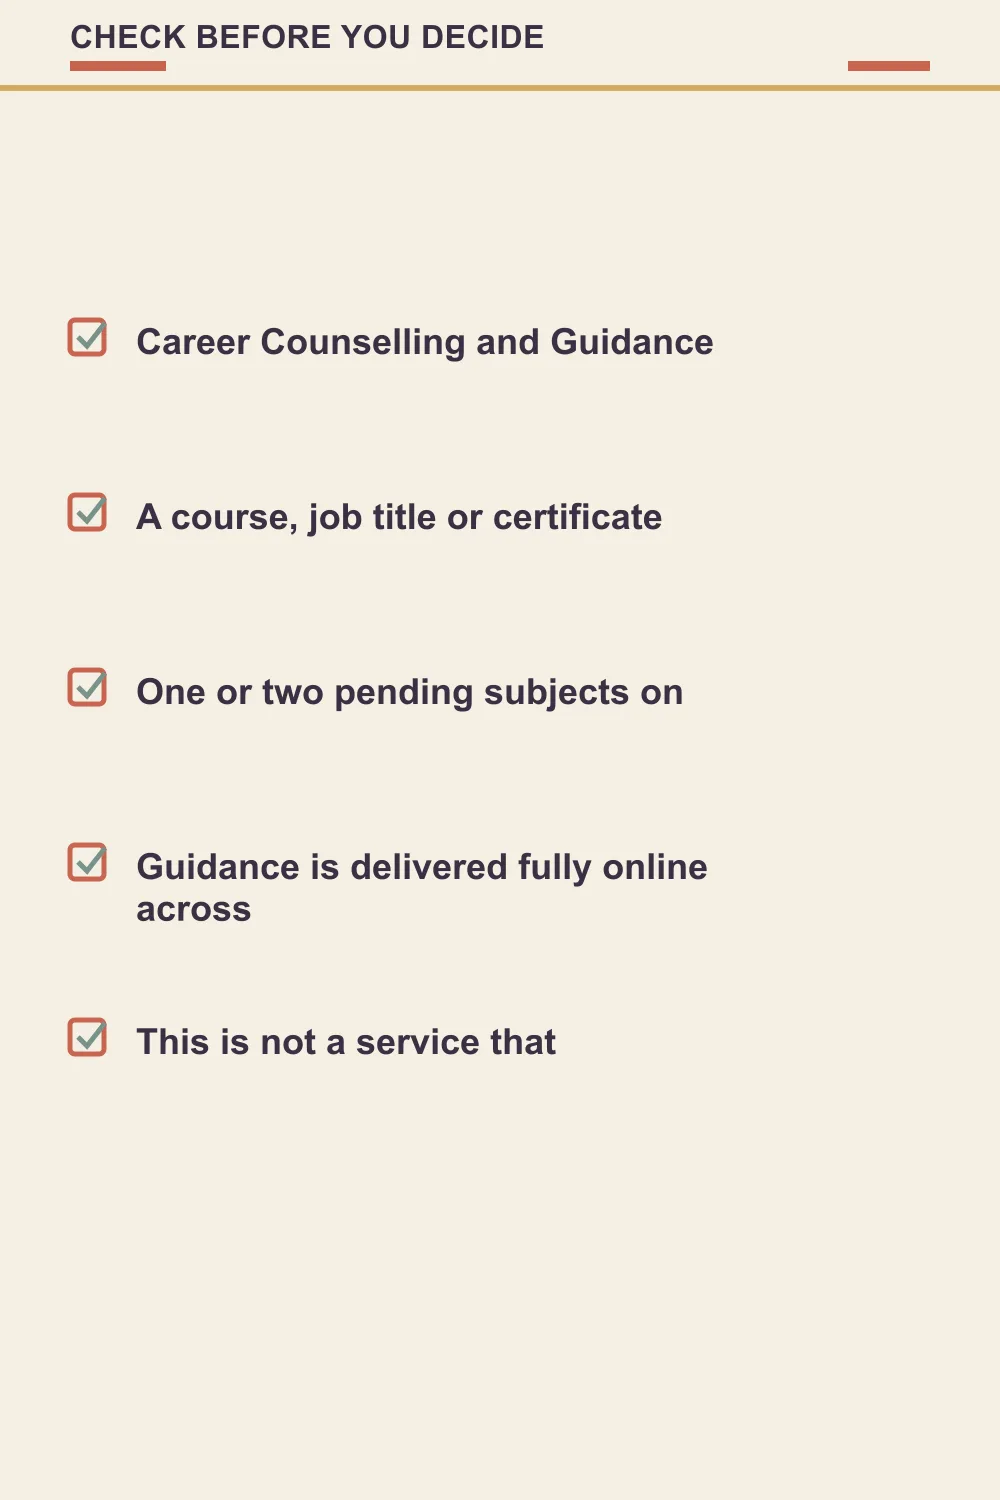 CHECK BEFORE YOU DECIDE
Career Counselling and Guidance
A course, job title or certificate
One or two pending subjects on
Guidance is delivered fully online
across
This is not a service that